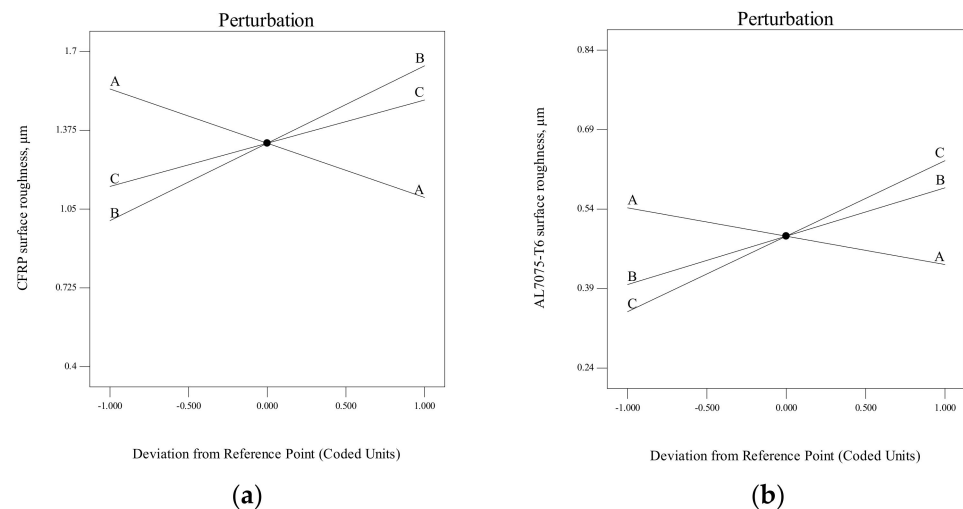 Perturbation
CFRP surface roughness, μm
1.7
1.375
1.05
0.725
0.4
A
C
B
B
C
A
-1.000
-0.500
0.000
0.500
1.000
Deviation from Reference Point (Coded Units)
(a)
Perturbation
AL7075-T6 surface roughness, μm
0.84
0.69
0.54
0.39
0.24
A
B
C
C
B
A
-1.000
-0.500
0.000
0.500
1.000
Deviation from Reference Point (Coded Units)
(b)